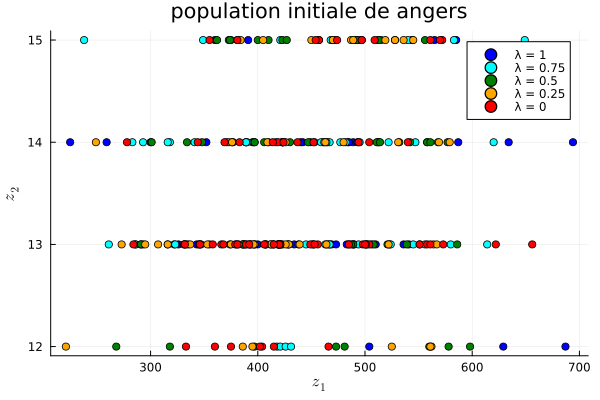 population initiale de angers
15
14
13
12
z₂
λ = 1
λ = 0.75
λ = 0.5
λ = 0.25
λ = 0
300 400 500 600 700
z₁